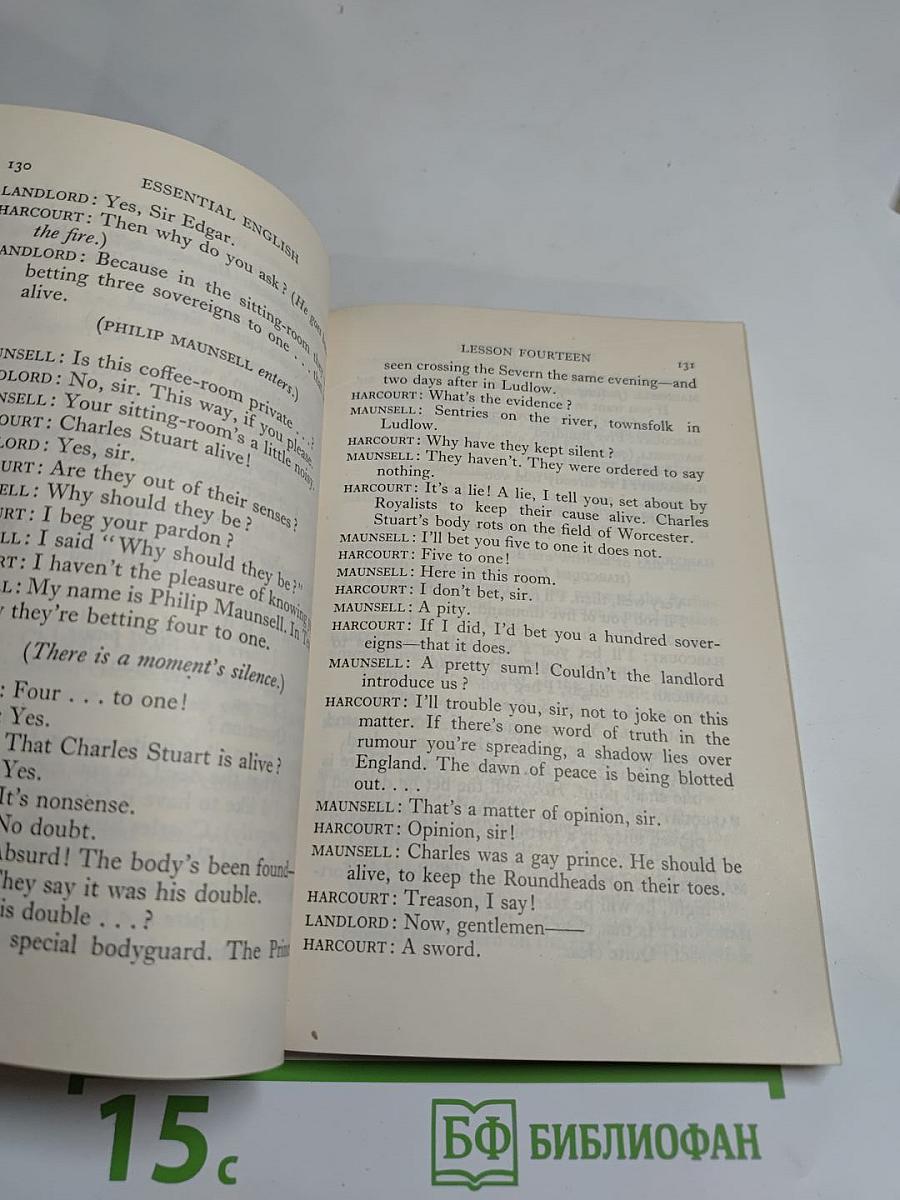 130
ESSENTIAL ENGLISH
LANDLORD: Yes, Sir Edgar.
HARCOURT: Then why do you ask? (He goes
the fire.)
ANDLORD: Because in the sitting-room
betting three sovereigns to one . . .
alive.
(PHILIP MAUNSELL enters.)
UNSELL: Is this coffee-room private . . .?
DLORD: No, sir. This way, if you please.
NSELL: Your sitting-room's a little noisy.
COURT: Charles Stuart alive!
LORD: Yes, sir.
URT: Are they out of their senses?
ELL: Why should they be?
URT: I beg your pardon?
LL: I said “Why should they be?”
RT: I haven't the pleasure of knowing
L: My name is Philip Maunsell. In
y they're betting four to one.
(There is a moment's silence.)
: Four . . . to one!
: Yes.
That Charles Stuart is alive?
Yes.
It's nonsense.
No doubt.
Absurd! The body's been found—
They say it was his double.
is double . . .?
special bodyguard. The
LESSON FOURTEEN
131
seen crossing the Severn the same evening—and
two days after in Ludlow.
HARCOURT: What's the evidence?
MAUNSELL: Sentries on the river, townsfolk in
Ludlow.
HARCOURT: Why have they kept silent?
MAUNSELL: They haven't. They were ordered to say
nothing.
HARCOURT: It's a lie! A lie, I tell you, set about by
Royalists to keep their cause alive. Charles
Stuart's body rots on the field of Worcester.
MAUNSELL: I'll bet you five to one it does not.
HARCOURT: Five to one!
MAUNSELL: Here in this room.
HARCOURT: I don't bet, sir.
MAUNSELL: A pity.
HARCOURT: If I did, I'd bet you a hundred sover-
eigns—that it does.
MAUNSELL: A pretty sum! Couldn't the landlord
introduce us?
HARCOURT: I'll trouble you, sir, not to joke on this
matter. If there's one word of truth in the
rumour you're spreading, a shadow lies over
England. The dawn of peace is being blotted
out. . . .
MAUNSELL: That's a matter of opinion, sir.
HARCOURT: Opinion, sir!
MAUNSELL: Charles was a gay prince. He should be
alive, to keep the Roundheads on their toes.
HARCOURT: Treason, I say!
LANDLORD: Now, gentlemen——
HARCOURT: A sword.
15 с
БФ БИБЛИОФАН